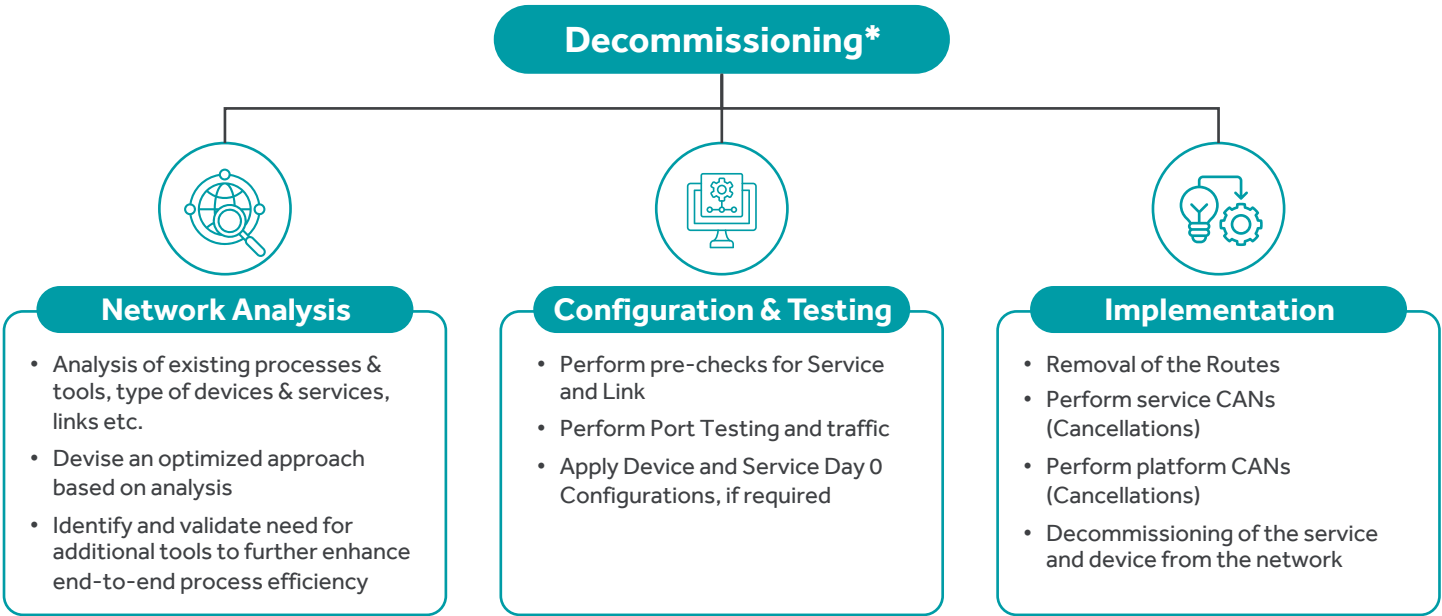 Decommissioning*
Network Analysis
• Analysis of existing processes &
tools, type of devices & services,
links etc.
• Devise an optimized approach
based on analysis
• Identify and validate need for
additional tools to further enhance
end-to-end process efficiency
Configuration & Testing
• Perform pre-checks for Service
and Link
• Perform Port Testing and traffic
• Apply Device and Service Day 0
Configurations, if required
Implementation
• Removal of the Routes
• Perform service CANs
(Cancellations)
• Perform platform CANs
(Cancellations)
• Decommissioning of the service
and device from the network